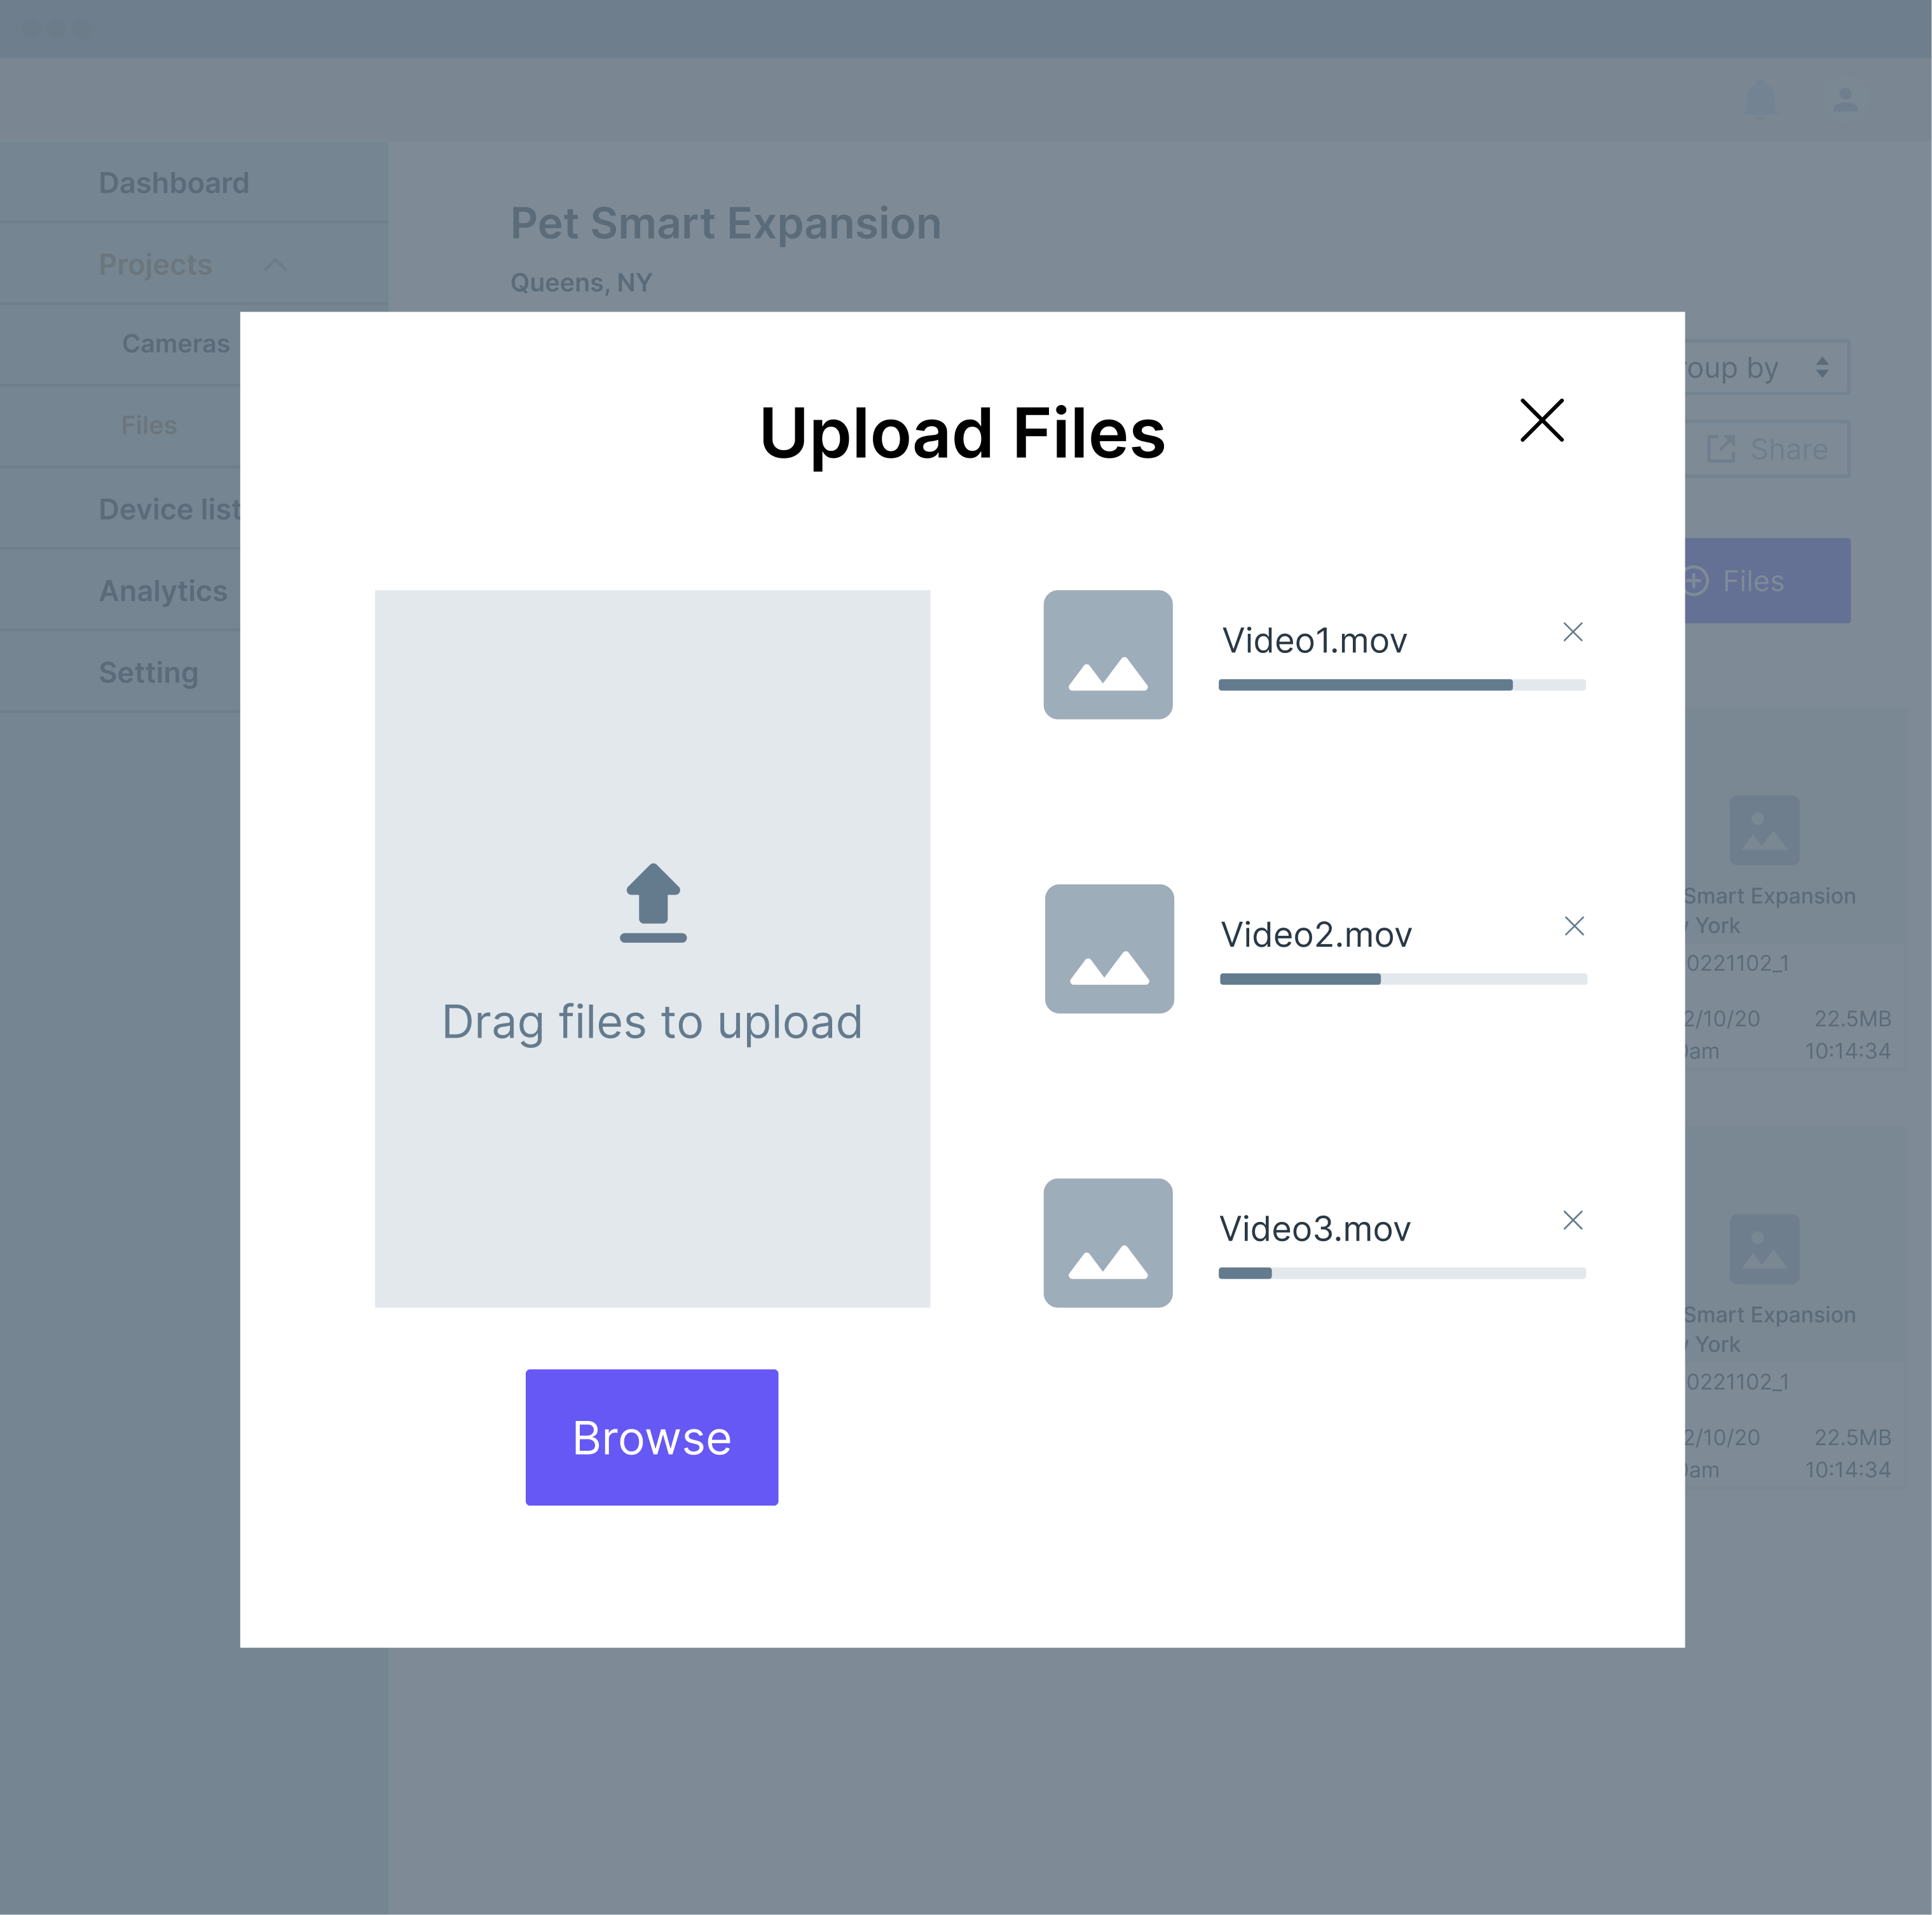 Dashboard
Projects
Cameras
Files
Device list
Analytics
Setting
Pet Smart Expansion
Queens, NY
oup by
Share
Files
Upload Files
Drag files to upload
Browse
Video1.mov
Video2.mov
Video3.mov
Smart Expansion
York
0221102_1
2/10/20 22.5MB
am 10:14:34
Smart Expansion
York
0221102_1
2/10/20 22.5MB
am 10:14:34